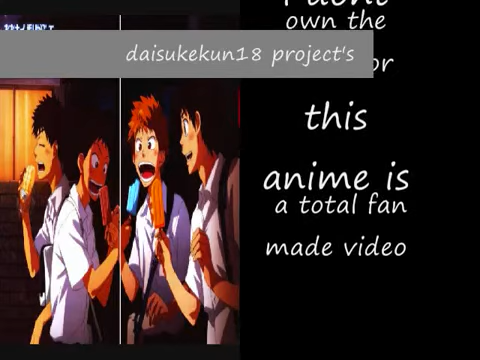 own the
daisukekun18 project's
or
this
anime is
a total fan
made video